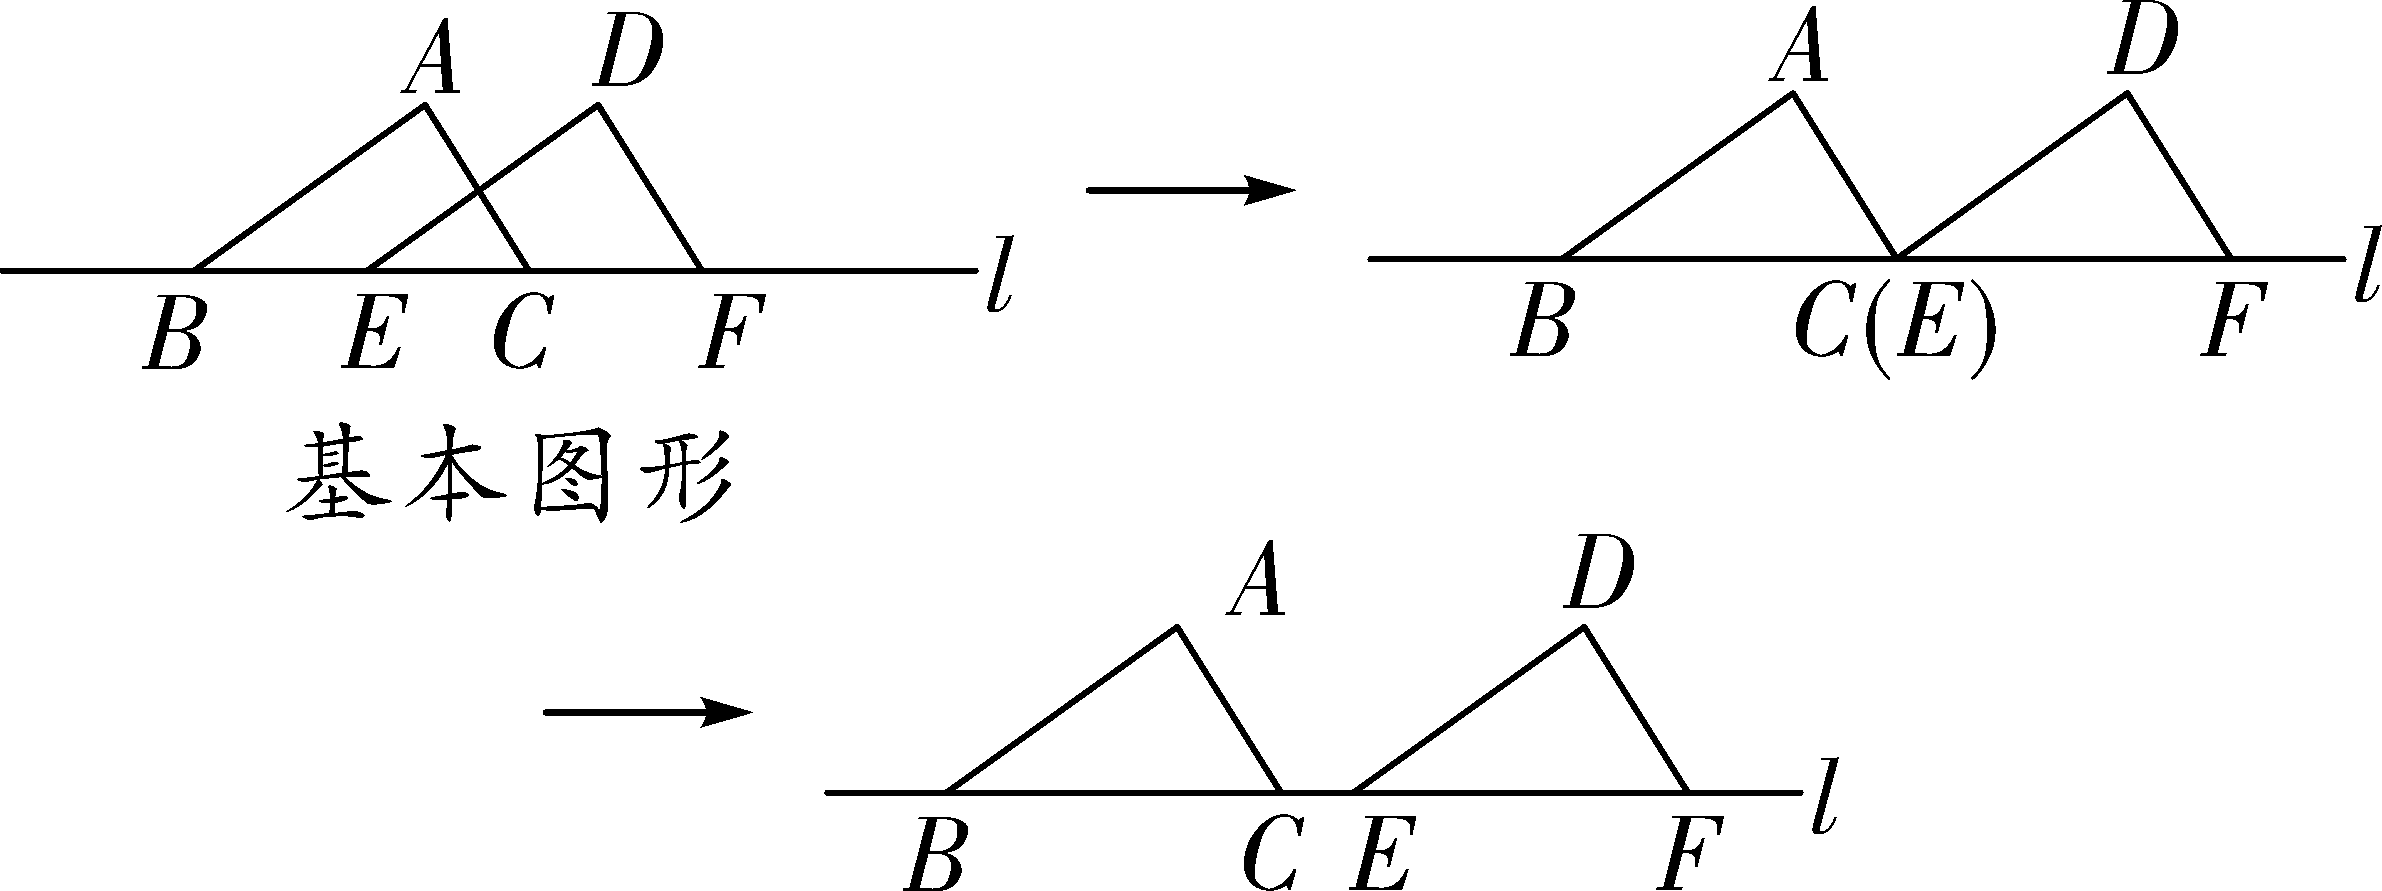 A D A D
l l
B E C F B C(E) F
基本图形
A D
l
B C E F